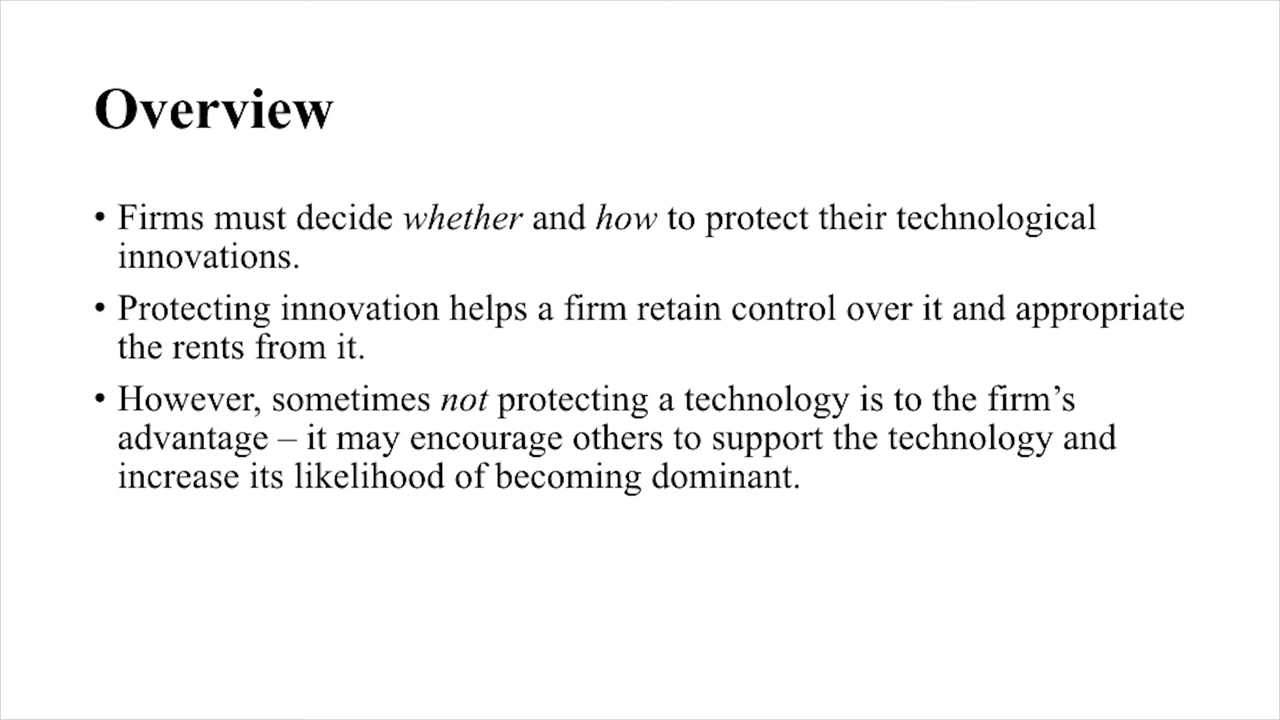 Overview
• Firms must decide whether and how to protect their technological
innovations.
• Protecting innovation helps a firm retain control over it and appropriate
the rents from it.
• However, sometimes not protecting a technology is to the firm’s
advantage – it may encourage others to support the technology and
increase its likelihood of becoming dominant.